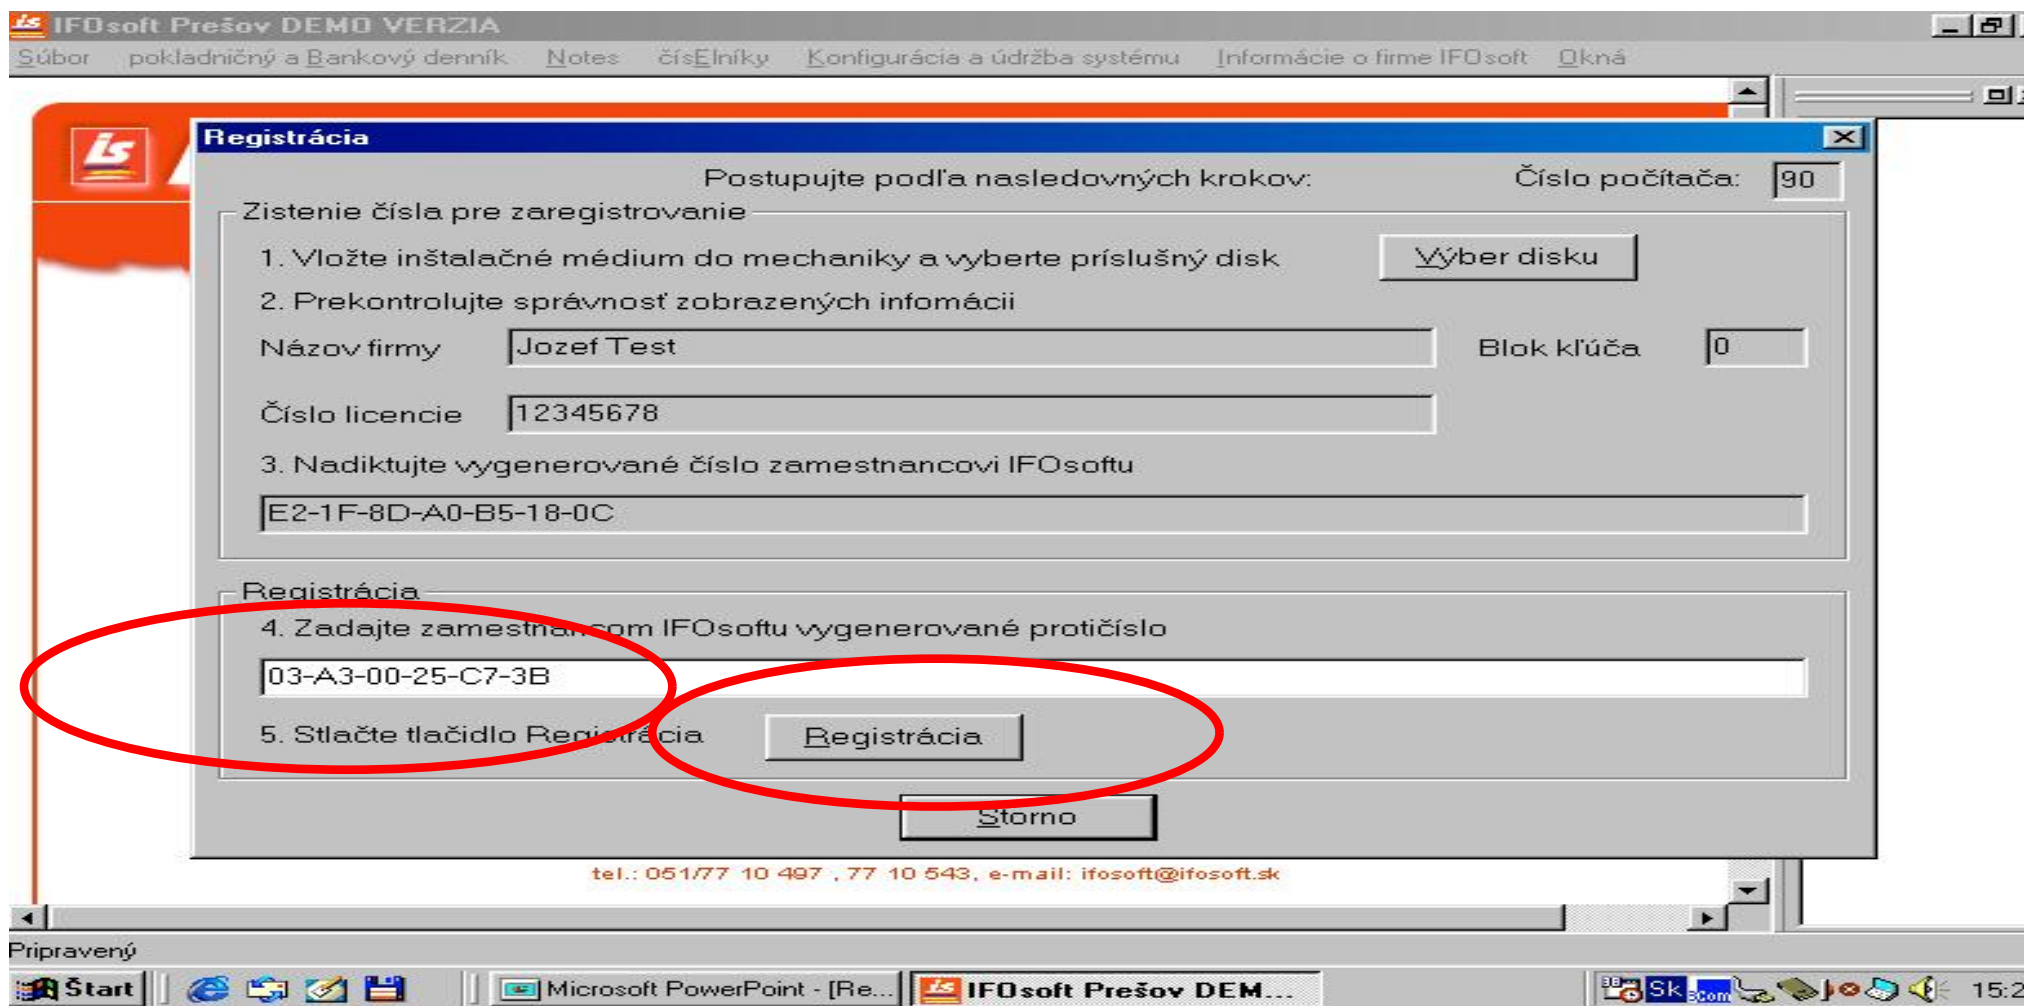 IFOsoft Prešov DEMO VERZIA
Súbor pokladničný a Bankový denník Notes čísElníky Konfigurácia a údržba systému Informácie o firme IFOsoft Okná
is
Registrácia
Postupujte podľa nasledovných krokov: Číslo počítača: 90
Zistenie čísla pre zaregistrovanie
1. Vložte inštalačné médium do mechaniky a vyberte príslušný disk Výber disku
2. Prekontrolujte správnosť zobrazených infomácii
Názov firmy Jozef Test Blok kľúča 0
Číslo licencie 12345678
3. Nadiktujte vygenerované číslo zamestnancovi IFOsoftu
E2-1F-8D-A0-B5-18-0C
Registrácia
4. Zadajte zamestnancom IFOsoftu vygenerované protičíslo
03-A3-00-25-C7-3B
5. Stlačte tlačidlo Registrácia Registrácia
Storno
tel.: 051/77 10 497 , 77 10 543, e-mail: ifosoft@ifosoft.sk
Pripravený
Štart Microsoft PowerPoint - [Re... IFOsoft Prešov DEM... Sk 3com 15:2